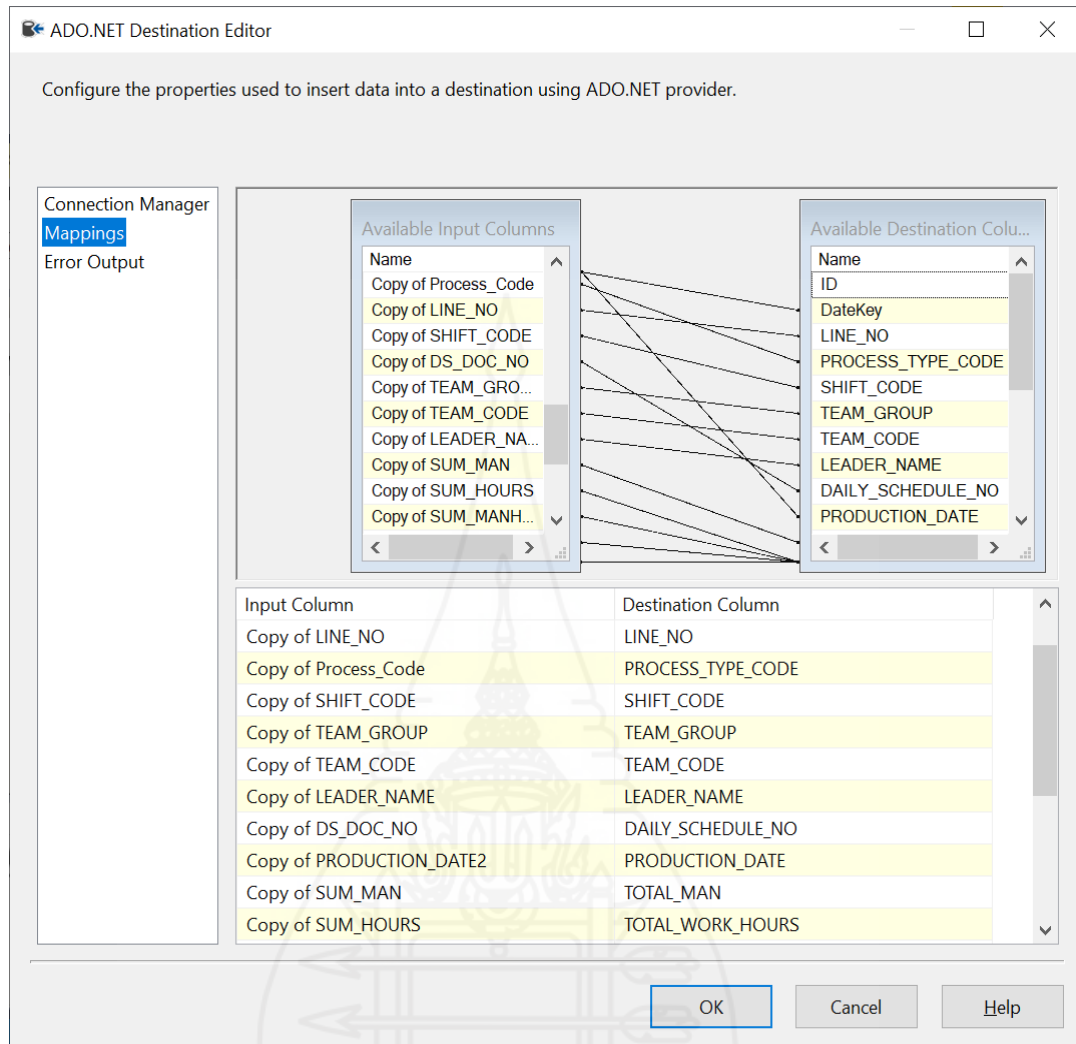 ADO.NET Destination Editor
Configure the properties used to insert data into a destination using ADO.NET provider.
Connection Manager
Mappings
Error Output
Available Input Columns
Name
Copy of Process_Code
Copy of LINE_NO
Copy of SHIFT_CODE
Copy of DS_DOC_NO
Copy of TEAM_GRO...
Copy of TEAM_CODE
Copy of LEADER_NA...
Copy of SUM_MAN
Copy of SUM_HOURS
Copy of SUM_MANH...
Available Destination Colu...
Name
ID
DateKey
LINE_NO
PROCESS_TYPE_CODE
SHIFT_CODE
TEAM_GROUP
TEAM_CODE
LEADER_NAME
DAILY_SCHEDULE_NO
PRODUCTION_DATE
Input Column Destination Column
Copy of LINE_NO LINE_NO
Copy of Process_Code PROCESS_TYPE_CODE
Copy of SHIFT_CODE SHIFT_CODE
Copy of TEAM_GROUP TEAM_GROUP
Copy of TEAM_CODE TEAM_CODE
Copy of LEADER_NAME LEADER_NAME
Copy of DS_DOC_NO DAILY_SCHEDULE_NO
Copy of PRODUCTION_DATE2 PRODUCTION_DATE
Copy of SUM_MAN TOTAL_MAN
Copy of SUM_HOURS TOTAL_WORK_HOURS
OK Cancel Help